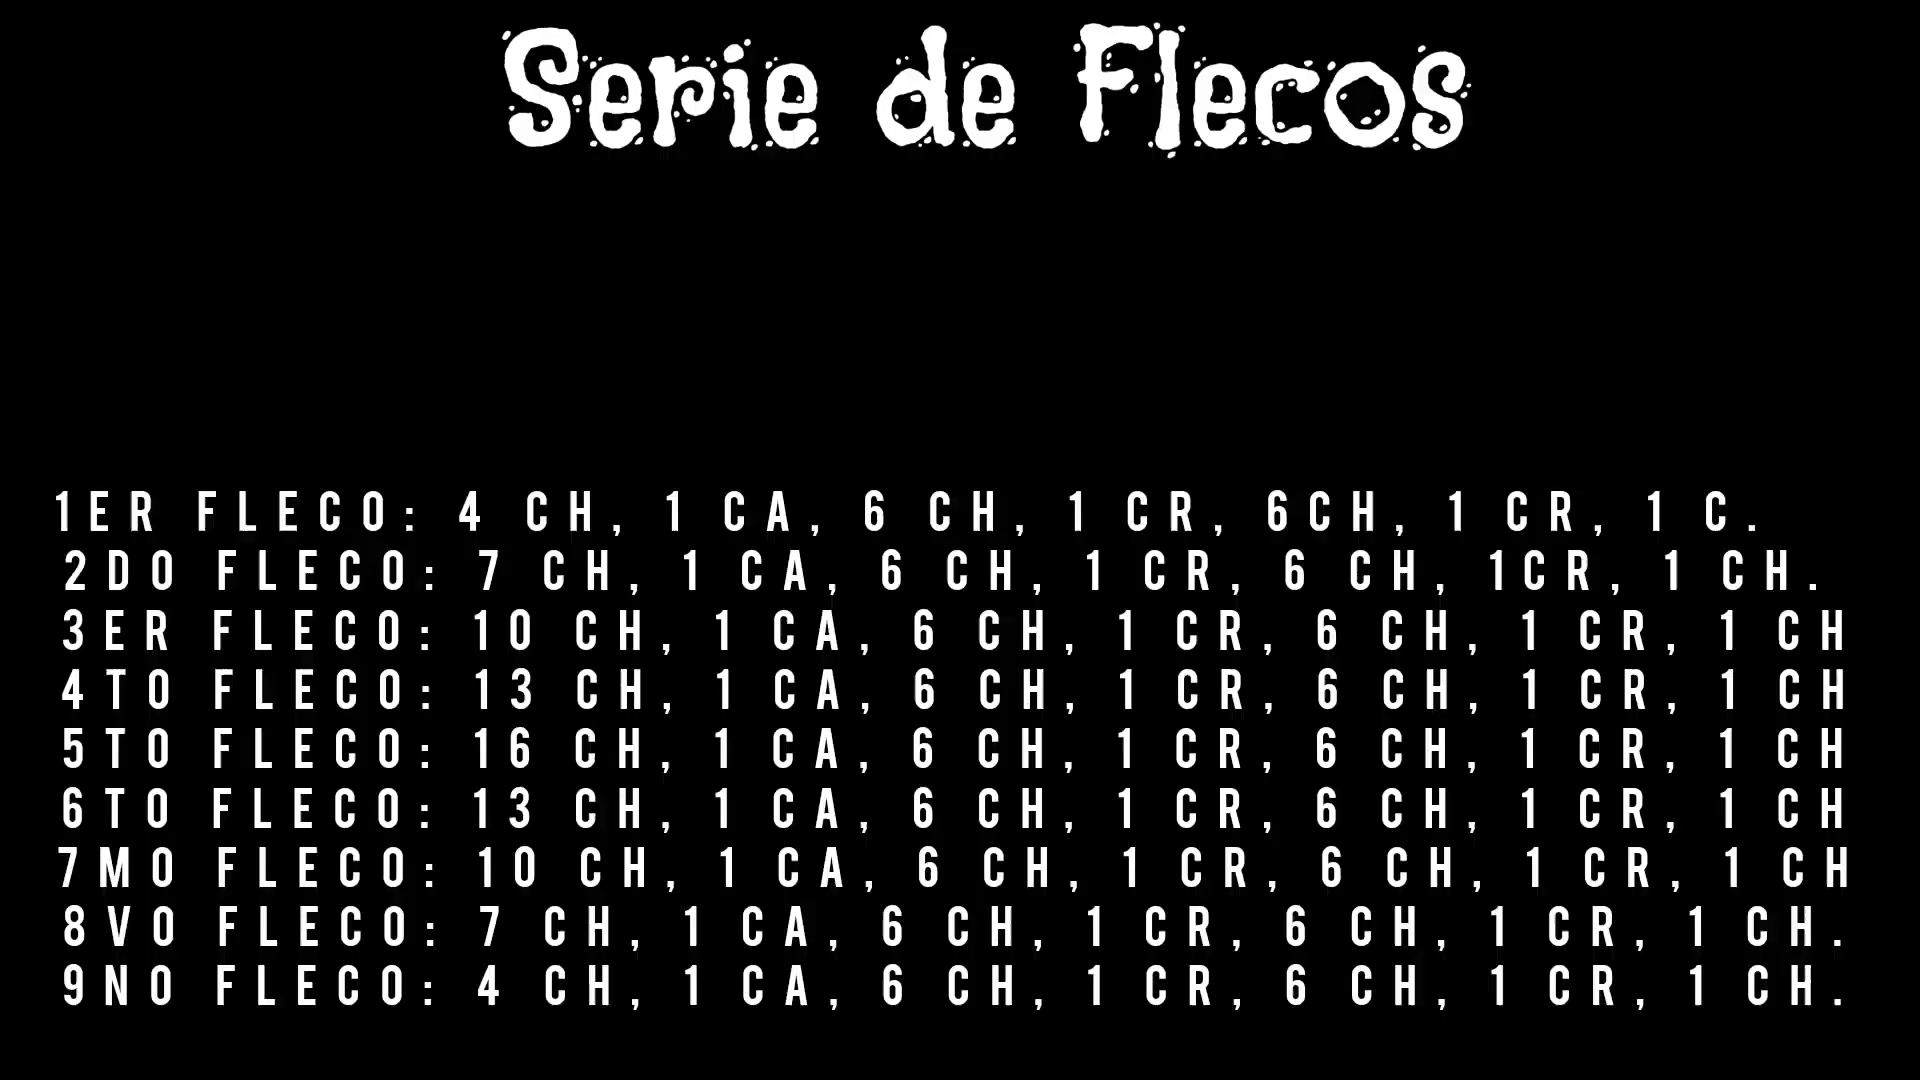 Serie de Flecos
1ER FLECO: 4 CH, 1 CA, 6 CH, 1 CR, 6CH, 1 CR, 1 C.
2DO FLECO: 7 CH, 1 CA, 6 CH, 1 CR, 6 CH, 1CR, 1 CH.
3ER FLECO: 10 CH, 1 CA, 6 CH, 1 CR, 6 CH, 1 CR, 1 CH
4TO FLECO: 13 CH, 1 CA, 6 CH, 1 CR, 6 CH, 1 CR, 1 CH
5TO FLECO: 16 CH, 1 CA, 6 CH, 1 CR, 6 CH, 1 CR, 1 CH
6TO FLECO: 13 CH, 1 CA, 6 CH, 1 CR, 6 CH, 1 CR, 1 CH
7MO FLECO: 10 CH, 1 CA, 6 CH, 1 CR, 6 CH, 1 CR, 1 CH
8VO FLECO: 7 CH, 1 CA, 6 CH, 1 CR, 6 CH, 1 CR, 1 CH.
9NO FLECO: 4 CH, 1 CA, 6 CH, 1 CR, 6 CH, 1 CR, 1 CH.